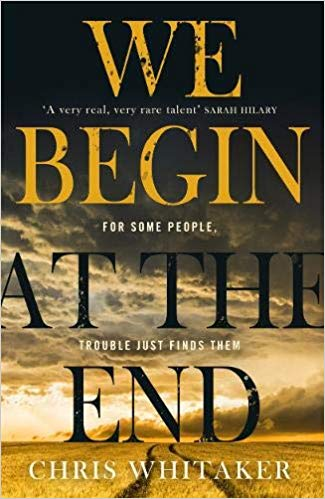 WE
'A very real, very rare talent' SARAH HILARY
BEGIN
FOR SOME PEOPLE,
AT THE
TROUBLE JUST FINDS THEM
END
CHRIS WHITAKER